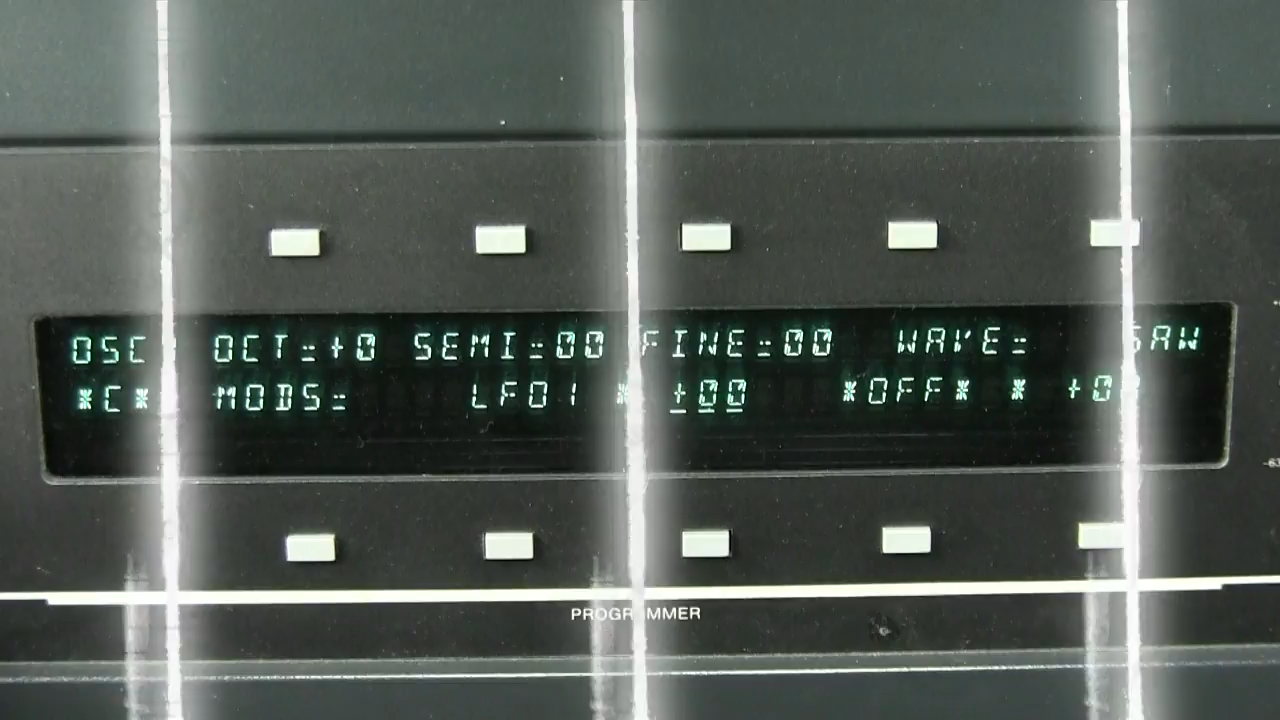 OSC OCT=+0 SEMI=00 FINE=00 WAVE= SAW
*C* MODS= LFO1 * +00 *OFF* *
PROGRAMMER